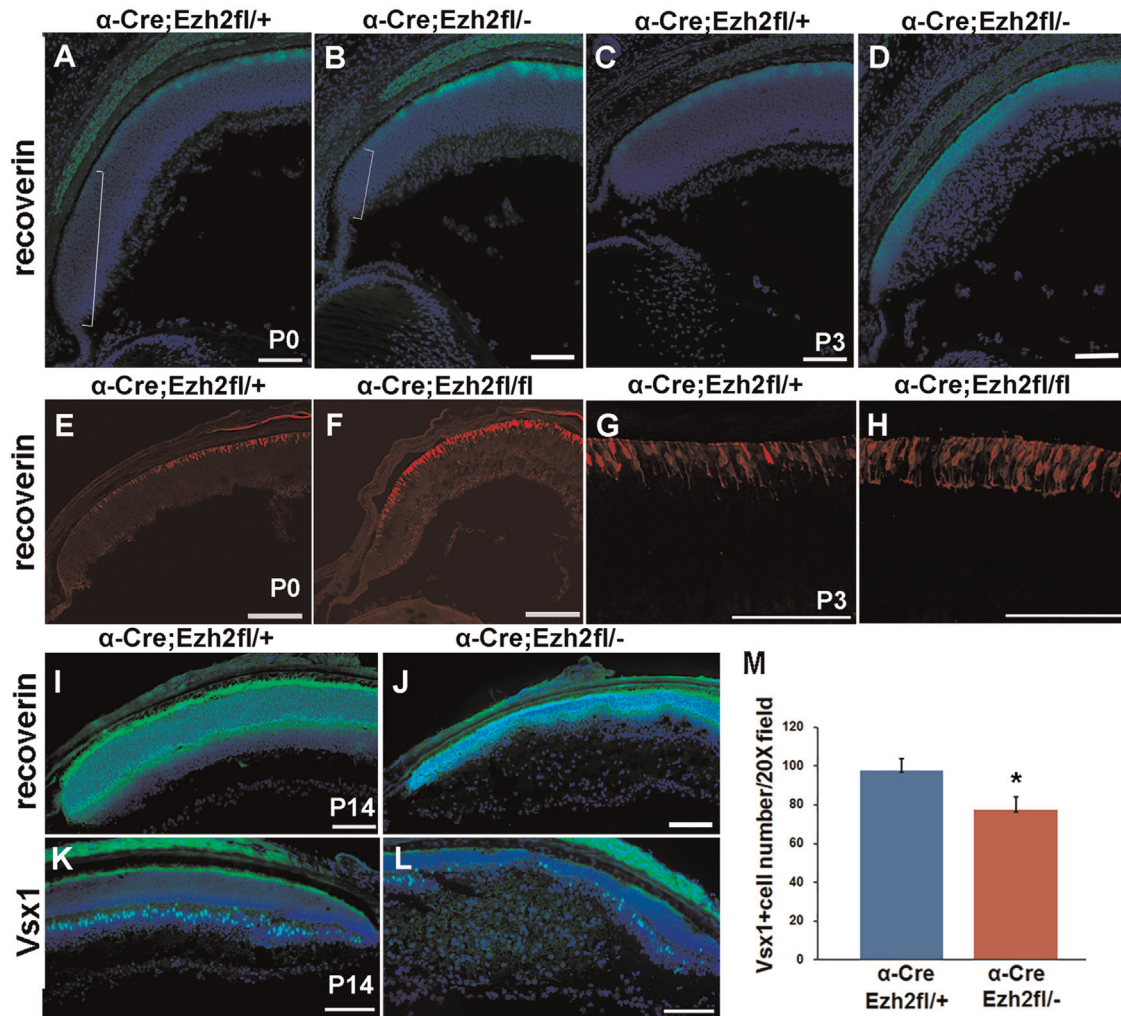 α-Cre;Ezh2fl/+ α-Cre;Ezh2fl/- α-Cre;Ezh2fl/+ α-Cre;Ezh2fl/-
recoverin
A B C D
P0 P3
α-Cre;Ezh2fl/+ α-Cre;Ezh2fl/fl α-Cre;Ezh2fl/+ α-Cre;Ezh2fl/fl
recoverin
E F G H
P0 P3
α-Cre;Ezh2fl/+ α-Cre;Ezh2fl/-
recoverin
I J
P14
Vsx1
K L
P14
M
Vsx1+cell number/20X field
120
100
80
60
40
20
0
*
α-Cre α-Cre
Ezh2fl/+ Ezh2fl/-